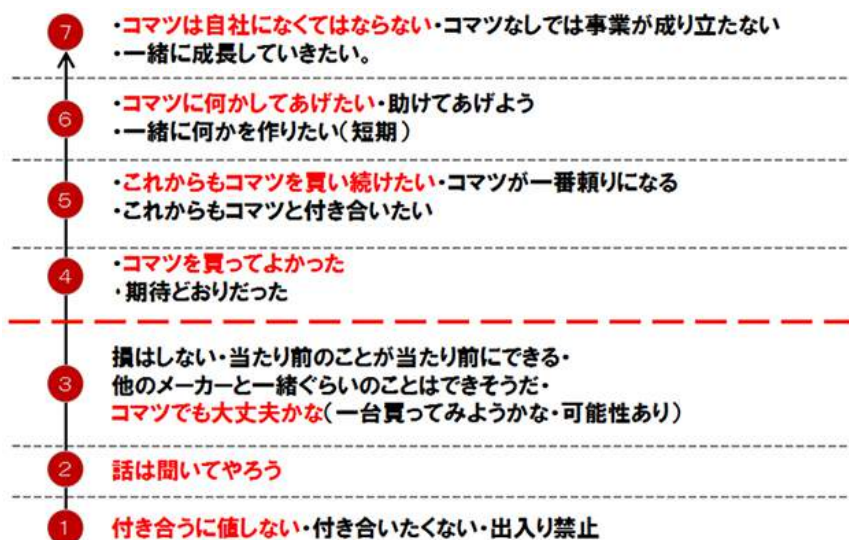 7 ・コマツは自社になくてはならない・コマツなしでは事業が成り立たない
・一緒に成長していきたい。
6 ・コマツに何かしてあげたい・助けてあげよう
・一緒に何かを作りたい(短期)
5 ・これからもコマツを買い続けたい・コマツが一番頼りになる
・これからもコマツと付き合いたい
4 ・コマツを買ってよかった
・期待どおりだった
損はしない・当たり前のことが当たり前にできる・
3 他のメーカーと一緒ぐらいのことはできそうだ・
コマツでも大丈夫かな(一台買ってみようかな・可能性あり)
2 話は聞いてやろう
1 付き合うに値しない・付き合いたくない・出入り禁止